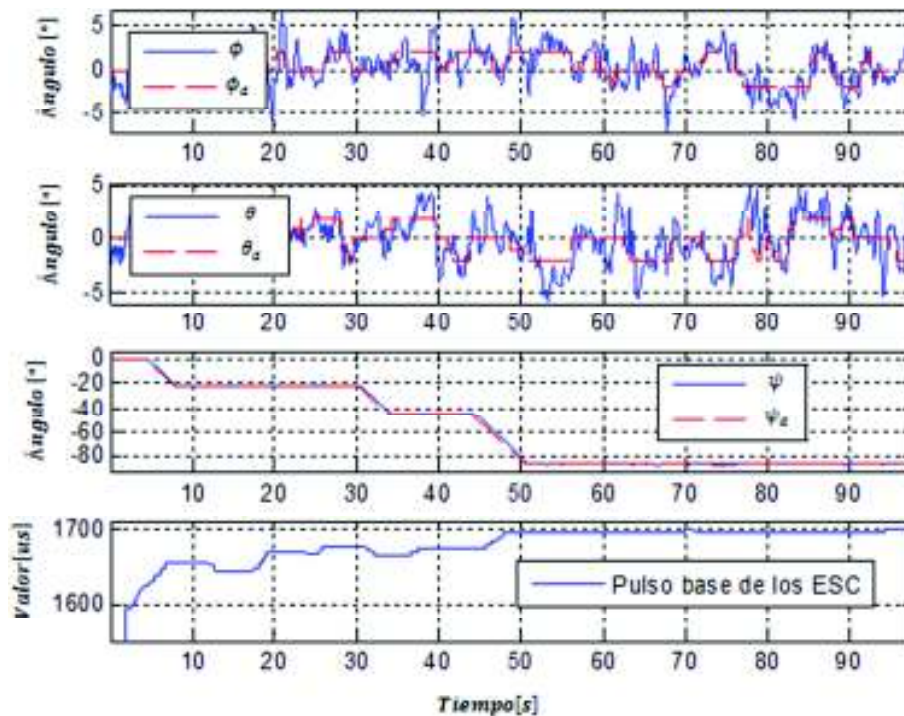 5
0
-5
Ángulo[°]
ϕ
ϕ_d
10 20 30 40 50 60 70 80 90
5
0
-5
Ángulo[°]
θ
θ_d
10 20 30 40 50 60 70 80 90
0
-20
-40
-60
-80
Ángulo[°]
ψ
ψ_d
10 20 30 40 50 60 70 80 90
1700
1600
Valor[us]
Pulso base de los ESC
10 20 30 40 50 60 70 80 90
Tiempo[s]